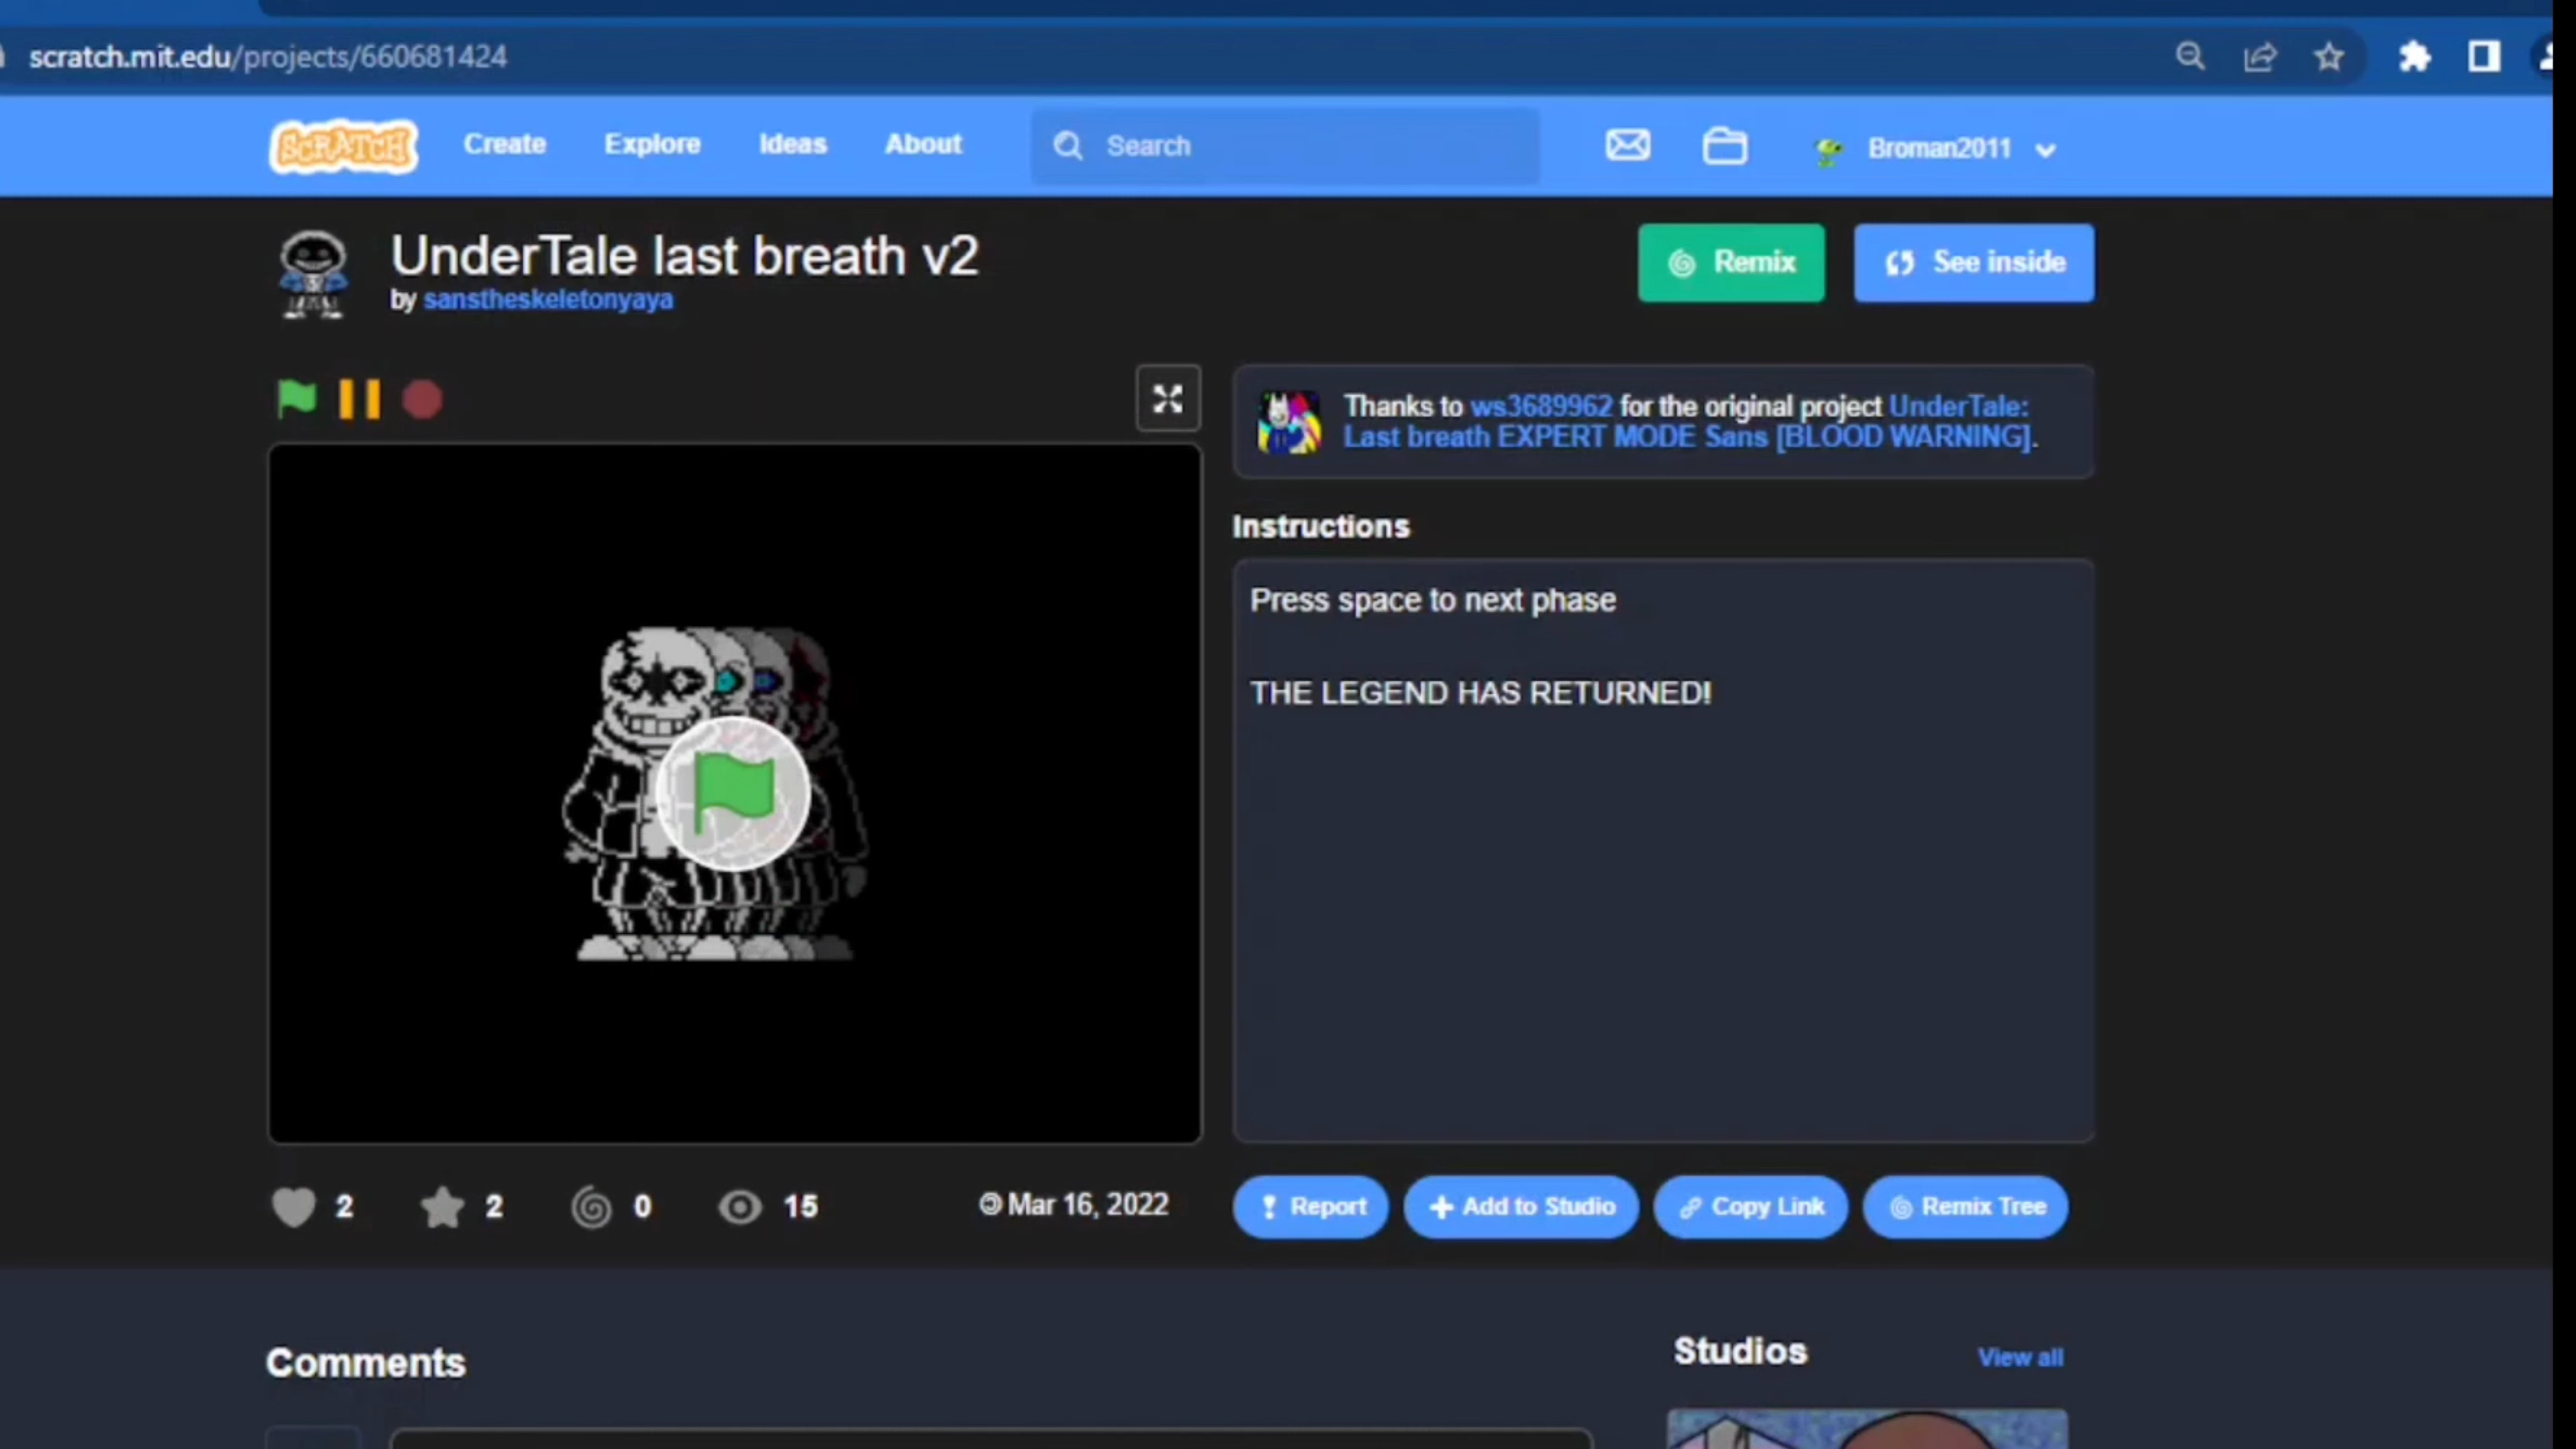 scratch.mit.edu/projects/660681424
SCRATCH Create Explore Ideas About Search Broman2011
UnderTale last breath v2
by sanstheskeletonyaya
Remix See inside
Thanks to ws3689962 for the original project UnderTale:
Last breath EXPERT MODE Sans [BLOOD WARNING].
Instructions
Press space to next phase
THE LEGEND HAS RETURNED!
2 2 0 15 Mar 16, 2022
Report Add to Studio Copy Link Remix Tree
Comments
Studios View all